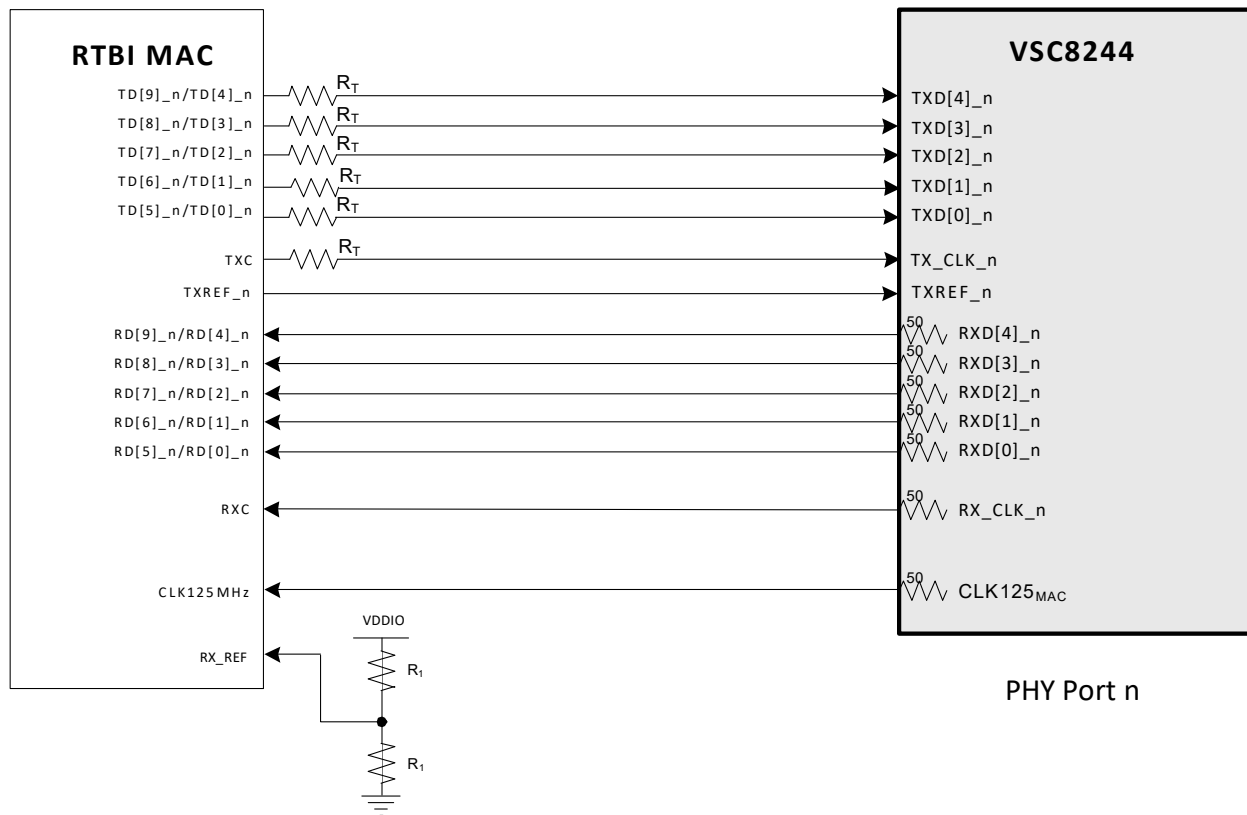 RTBI MAC
TD[9]_n/TD[4]_n
TD[8]_n/TD[3]_n
TD[7]_n/TD[2]_n
TD[6]_n/TD[1]_n
TD[5]_n/TD[0]_n
TXC
TXREF_n
RD[9]_n/RD[4]_n
RD[8]_n/RD[3]_n
RD[7]_n/RD[2]_n
RD[6]_n/RD[1]_n
RD[5]_n/RD[0]_n
RXC
CLK125MHz
RX_REF
RT
RT
RT
RT
RT
RT
VDDIO
R1
R1
VSC8244
TXD[4]_n
TXD[3]_n
TXD[2]_n
TXD[1]_n
TXD[0]_n
TX_CLK_n
TXREF_n
50 RXD[4]_n
50 RXD[3]_n
50 RXD[2]_n
50 RXD[1]_n
50 RXD[0]_n
50 RX_CLK_n
50 CLK125MAC
PHY Port n